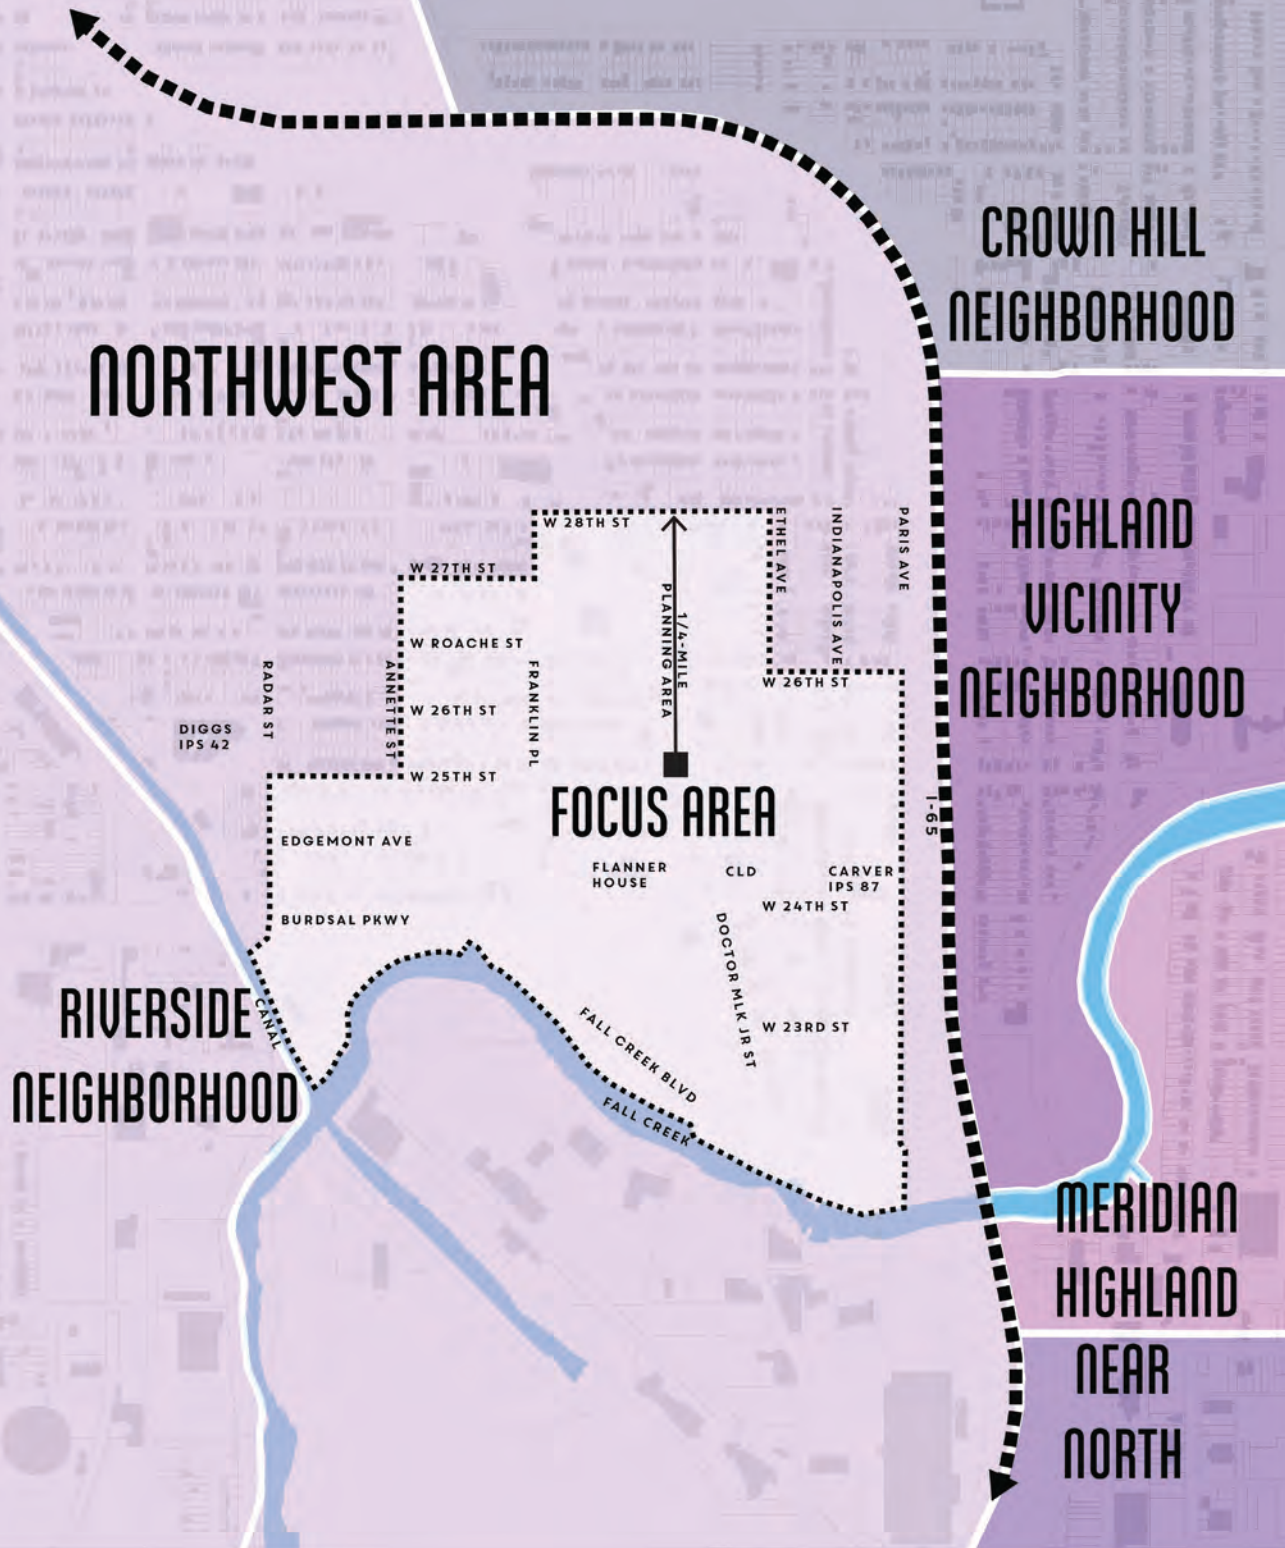 CROWN HILL
NEIGHBORHOOD
NORTHWEST AREA
HIGHLAND
VICINITY
NEIGHBORHOOD
W 28TH ST
ETHEL AVE
INDIANAPOLIS AVE
PARIS AVE
W 27TH ST
1/4-MILE
PLANNING AREA
W ROACHE ST
RADAR ST
ANNETTE ST
FRANKLIN PL
W 26TH ST
W 26TH ST
DIGGS
IPS 42
W 25TH ST
FOCUS AREA
I-65
EDGEMONT AVE
FLANNER
HOUSE
CLD
CARVER
IPS 87
W 24TH ST
BURDSAL PKWY
DOCTOR MLK JR ST
RIVERSIDE
NEIGHBORHOOD
CANAL
W 23RD ST
FALL CREEK BLVD
FALL CREEK
MERIDIAN
HIGHLAND
NEAR
NORTH